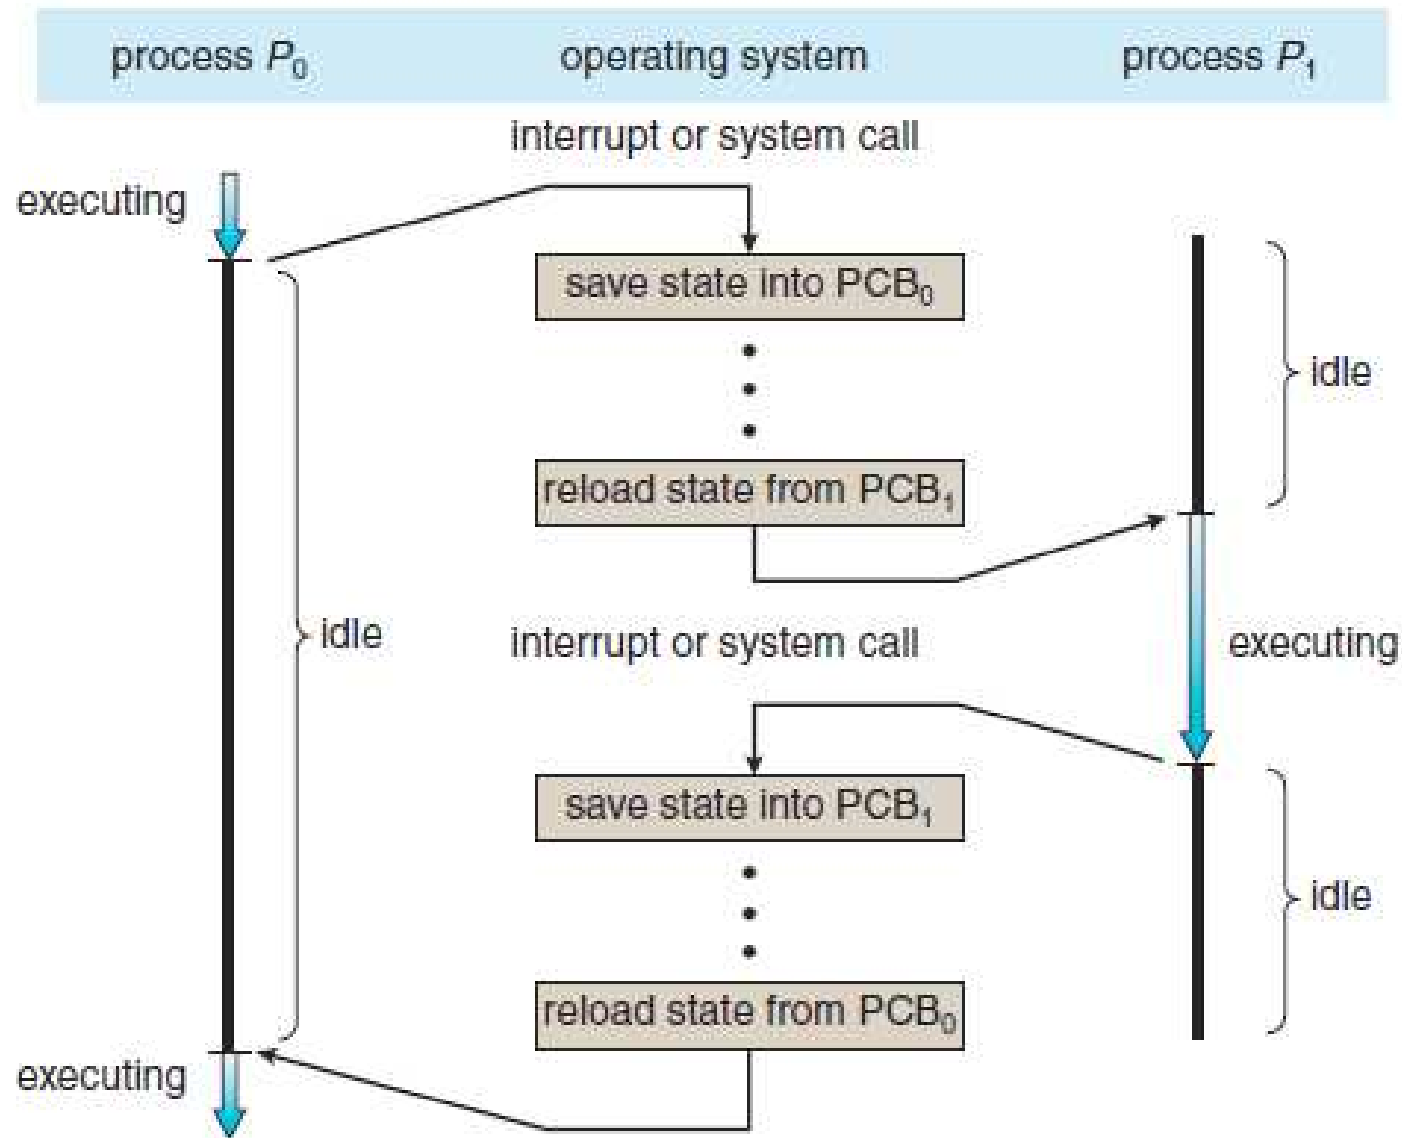 process P₀ operating system process P₁
interrupt or system call
executing
save state into PCB₀
idle
reload state from PCB₁
idle
interrupt or system call
executing
save state into PCB₁
idle
reload state from PCB₀
executing